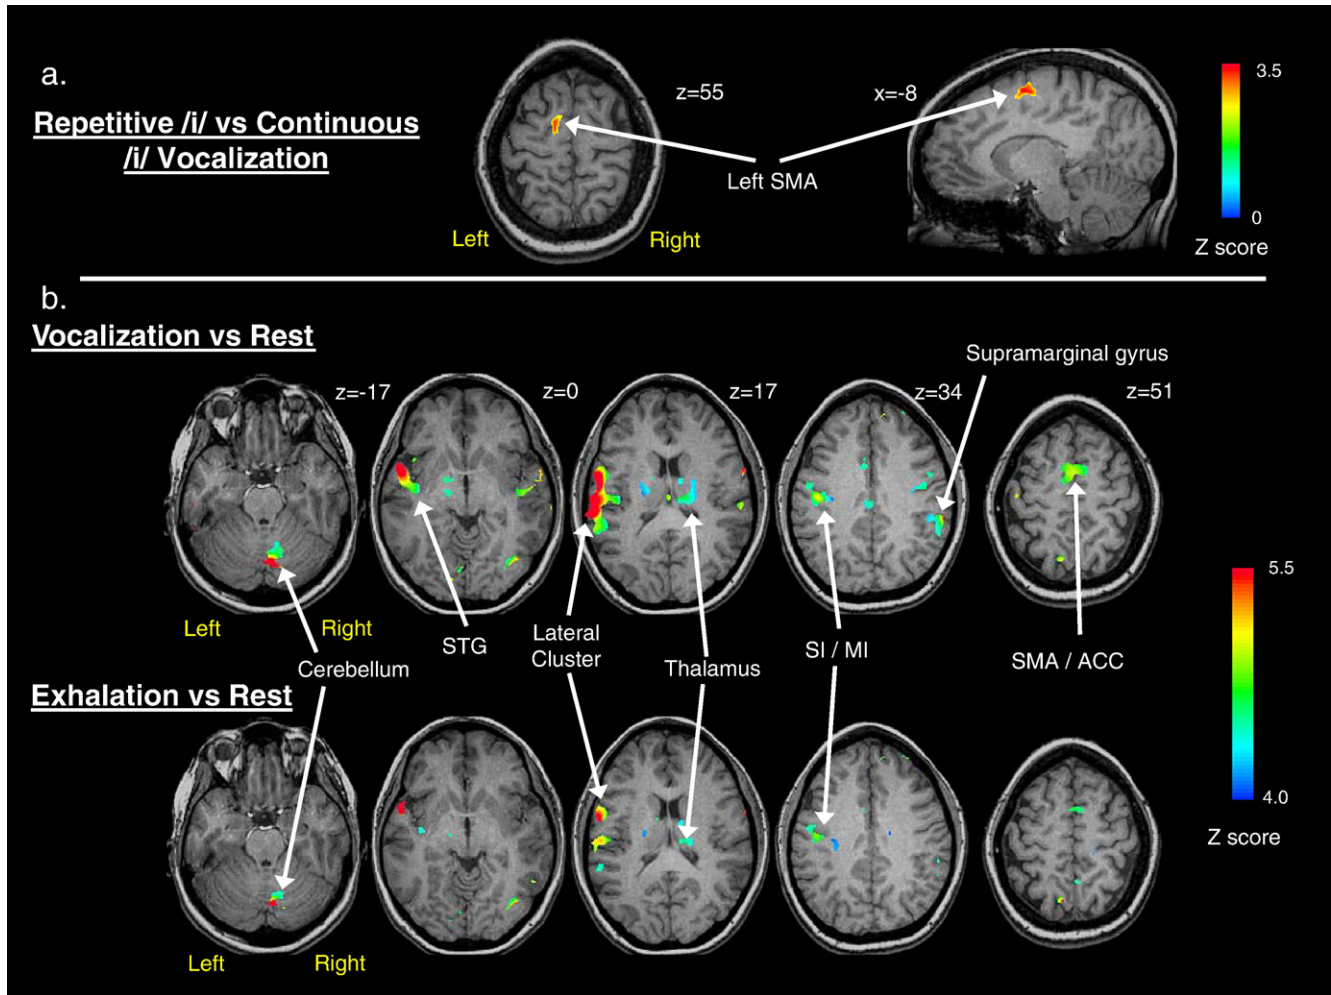 a.
Repetitive /i/ vs Continuous
/i/ Vocalization
z=55
x=-8
3.5
Left SMA
0
Left
Right
Z score
b.
Vocalization vs Rest
Supramarginal gyrus
z=-17
z=0
z=17
z=34
z=51
5.5
Left
Right
STG
Lateral
Cluster
SI / MI
Cerebellum
Thalamus
SMA / ACC
Exhalation vs Rest
4.0
Z score
Left
Right